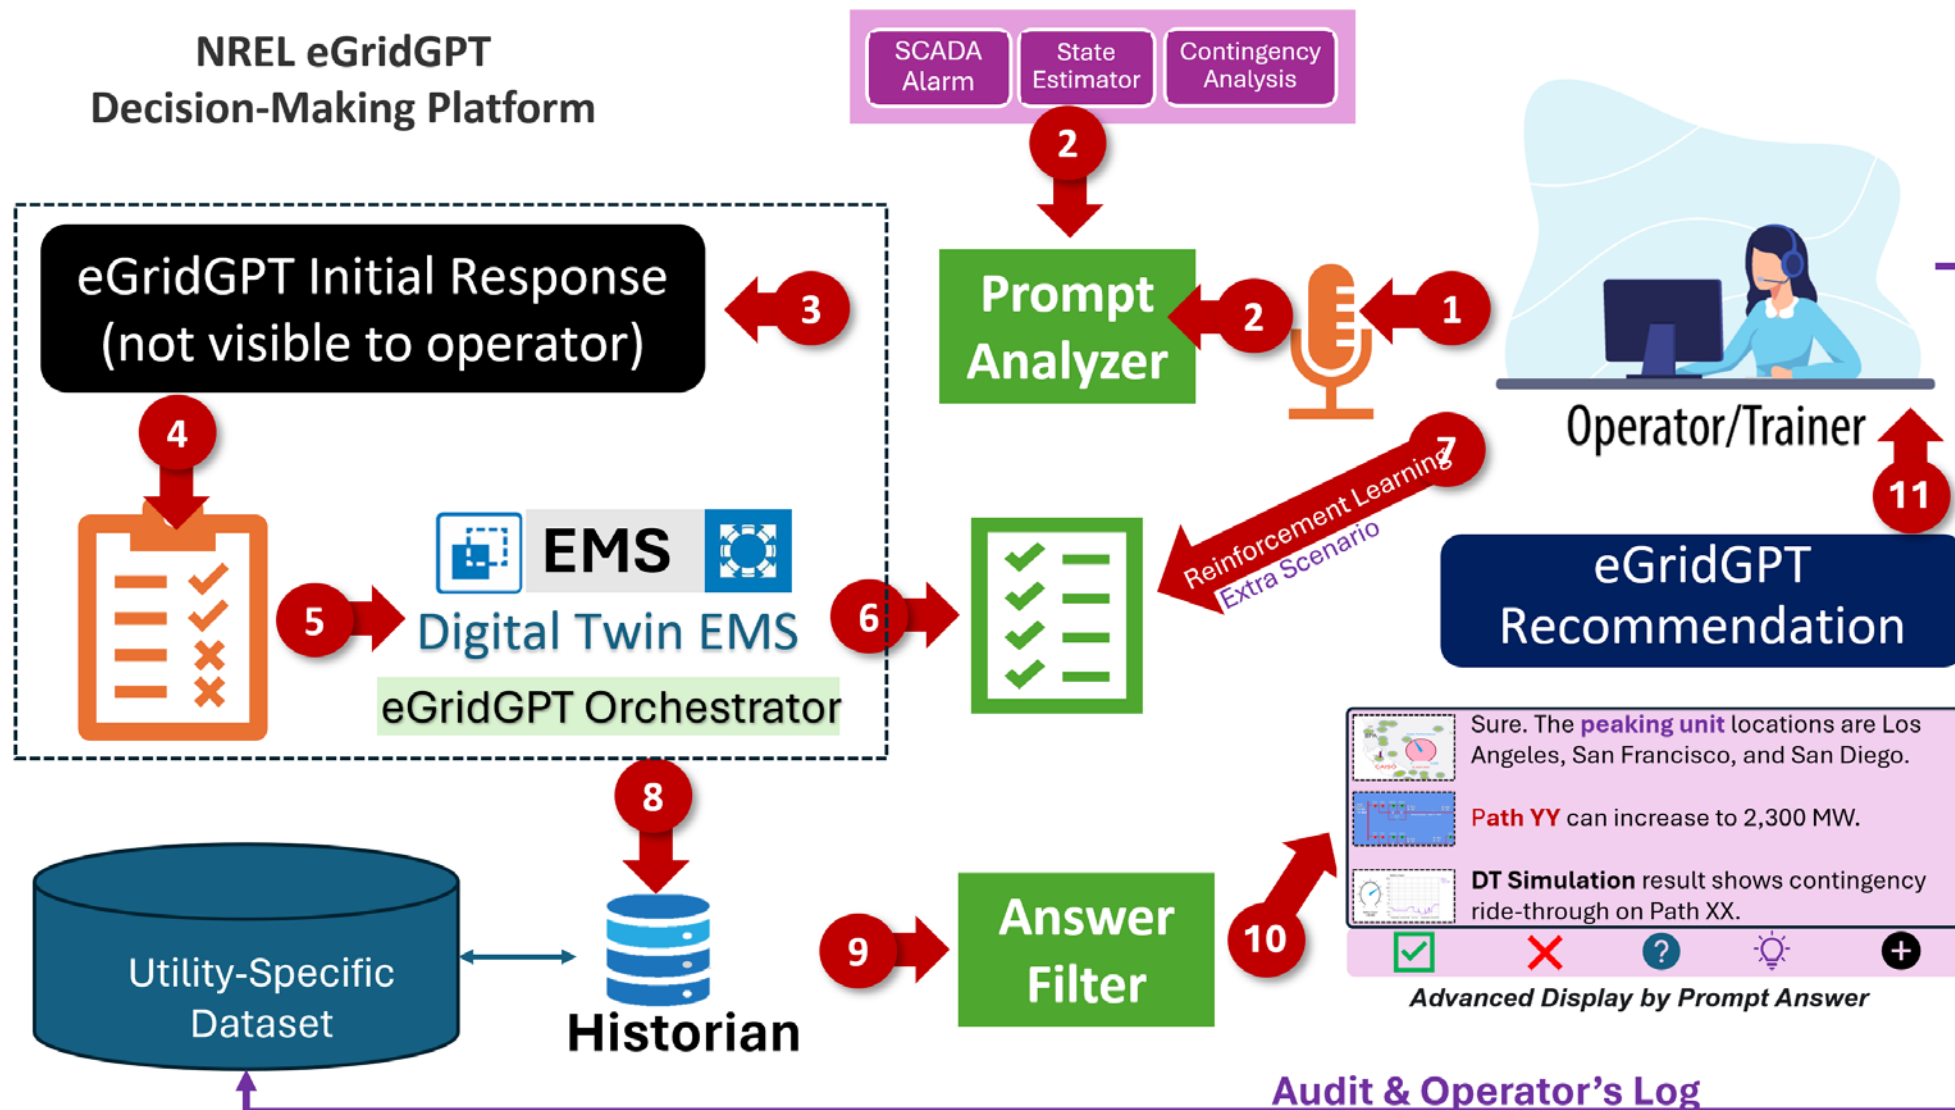 NREL eGridGPT
Decision-Making Platform
SCADA
Alarm
State
Estimator
Contingency
Analysis
2
eGridGPT Initial Response
(not visible to operator)
3
Prompt
Analyzer
2
1
4
Operator/Trainer
7
Reinforcement Learning
Extra Scenario
11
EMS
Digital Twin EMS
eGridGPT Orchestrator
5
6
eGridGPT
Recommendation
Sure. The peaking unit locations are Los
Angeles, San Francisco, and San Diego.
Path YY can increase to 2,300 MW.
DT Simulation result shows contingency
ride-through on Path XX.
?
+
Advanced Display by Prompt Answer
8
Utility-Specific
Dataset
Historian
9
Answer
Filter
10
Audit & Operator's Log